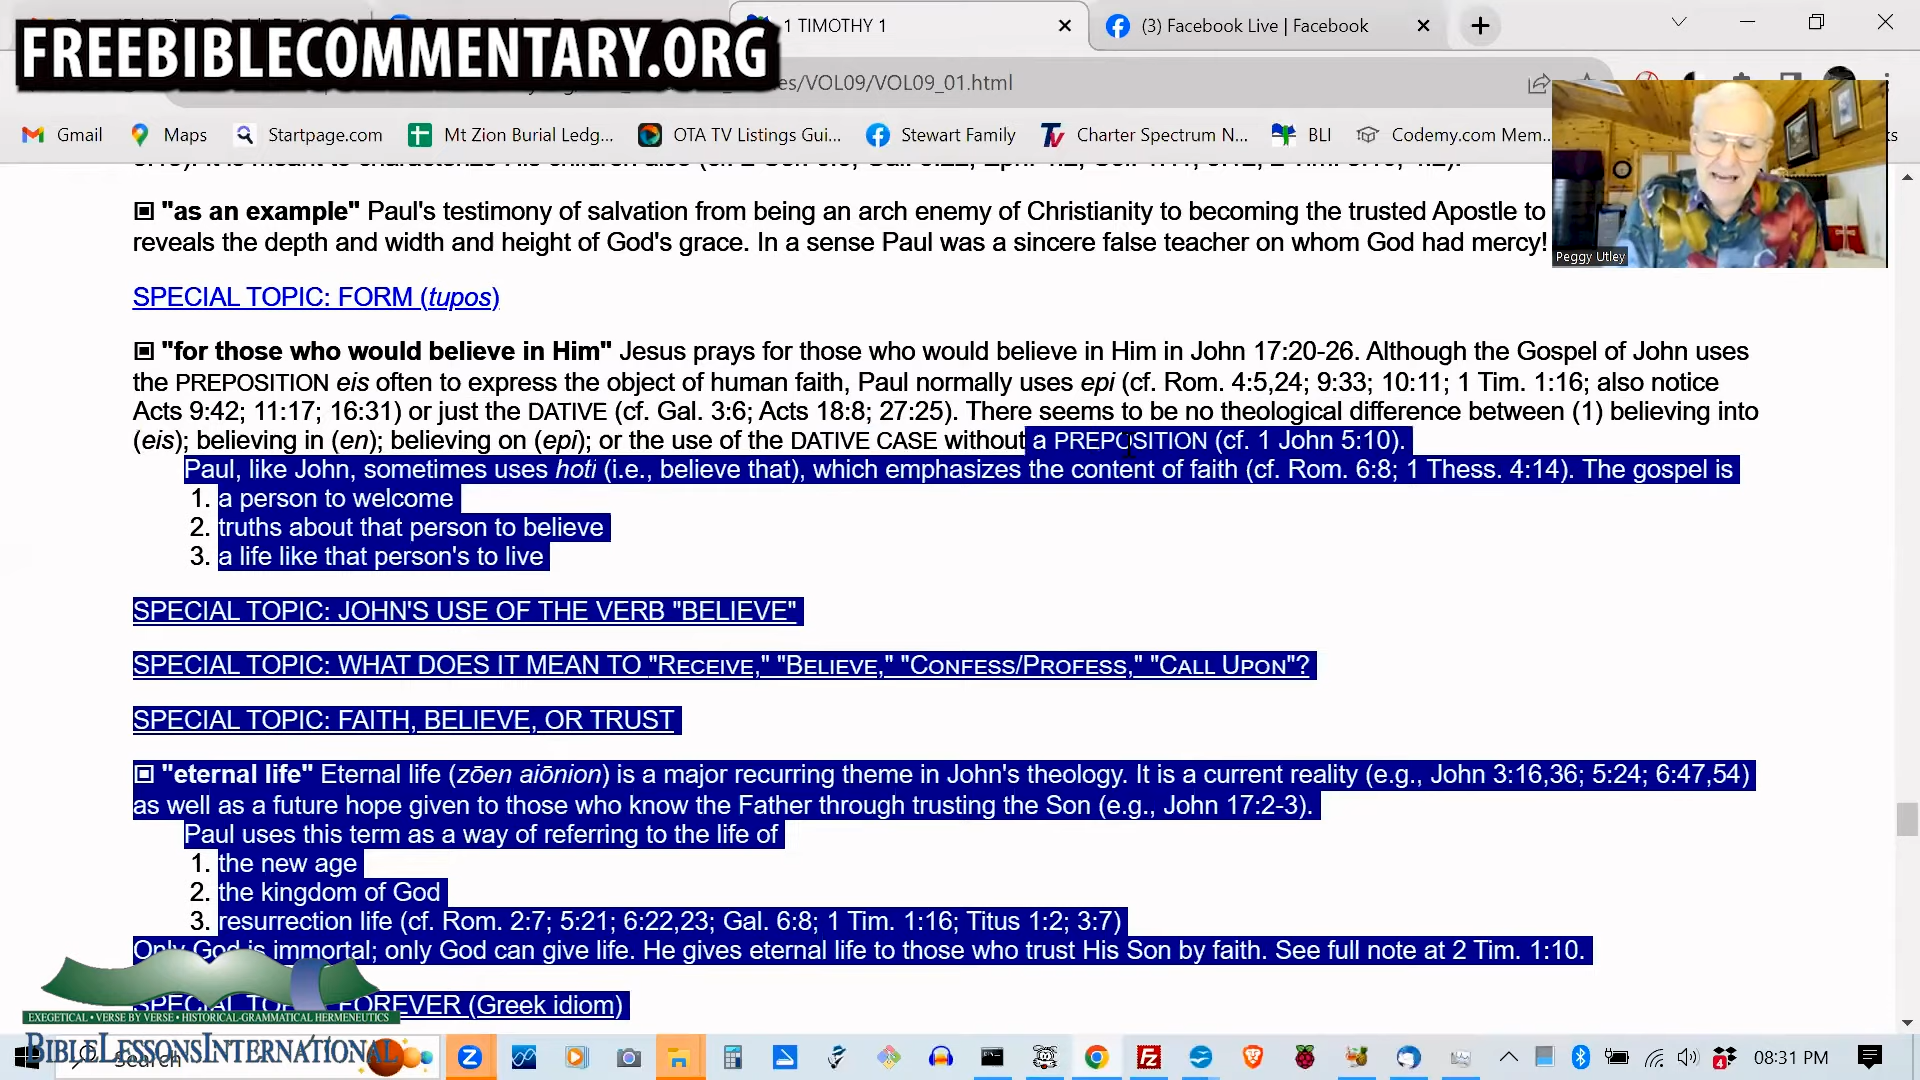 FREEBIBLECOMMENTARY.ORG
1 TIMOTHY 1
(3) Facebook Live | Facebook
es/VOL09/VOL09_01.html
Gmail
Maps
Startpage.com
Mt Zion Burial Ledg...
OTA TV Listings Gui...
Stewart Family
Charter Spectrum N...
BLI
Codemy.com Mem...
Peggy Utley
"as an example" Paul's testimony of salvation from being an arch enemy of Christianity to becoming the trusted Apostle to
reveals the depth and width and height of God's grace. In a sense Paul was a sincere false teacher on whom God had mercy!
SPECIAL TOPIC: FORM (tupos)
"for those who would believe in Him" Jesus prays for those who would believe in Him in John 17:20-26. Although the Gospel of John uses
the PREPOSITION eis often to express the object of human faith, Paul normally uses epi (cf. Rom. 4:5,24; 9:33; 10:11; 1 Tim. 1:16; also notice
Acts 9:42; 11:17; 16:31) or just the DATIVE (cf. Gal. 3:6; Acts 18:8; 27:25). There seems to be no theological difference between (1) believing into
(eis); believing in (en); believing on (epi); or the use of the DATIVE CASE without a PREPOSITION (cf. 1 John 5:10).
Paul, like John, sometimes uses hoti (i.e., believe that), which emphasizes the content of faith (cf. Rom. 6:8; 1 Thess. 4:14). The gospel is
1. a person to welcome
2. truths about that person to believe
3. a life like that person's to live
SPECIAL TOPIC: JOHN'S USE OF THE VERB "BELIEVE"
SPECIAL TOPIC: WHAT DOES IT MEAN TO "RECEIVE," "BELIEVE," "CONFESS/PROFESS," "CALL UPON"?
SPECIAL TOPIC: FAITH, BELIEVE, OR TRUST
"eternal life" Eternal life (zōen aiōnion) is a major recurring theme in John's theology. It is a current reality (e.g., John 3:16,36; 5:24; 6:47,54)
as well as a future hope given to those who know the Father through trusting the Son (e.g., John 17:2-3).
Paul uses this term as a way of referring to the life of
1. the new age
2. the kingdom of God
3. resurrection life (cf. Rom. 2:7; 5:21; 6:22,23; Gal. 6:8; 1 Tim. 1:16; Titus 1:2; 3:7)
Only God is immortal; only God can give life. He gives eternal life to those who trust His Son by faith. See full note at 2 Tim. 1:10.
SPECIAL TOPIC: FOREVER (Greek idiom)
EXEGETICAL • VERSE BY VERSE • HISTORICAL-GRAMMATICAL HERMENEUTICS
BIBLELESSONSINTERNATIONAL
Search
08:31 PM